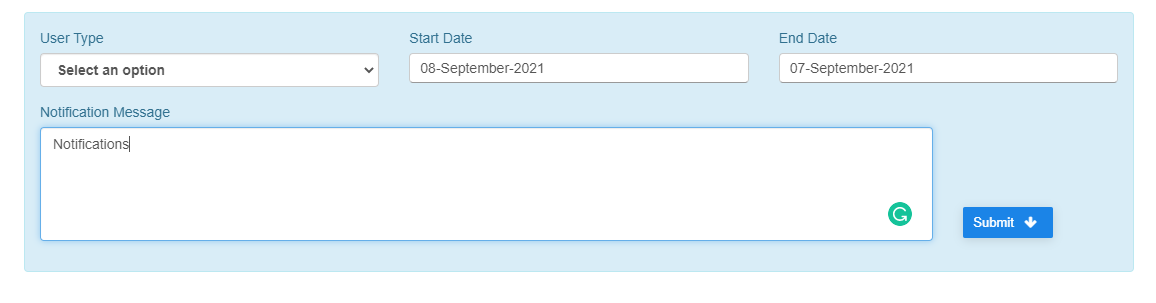 User Type
Start Date
End Date
Select an option
08-September-2021
07-September-2021
Notification Message
Notifications
Submit